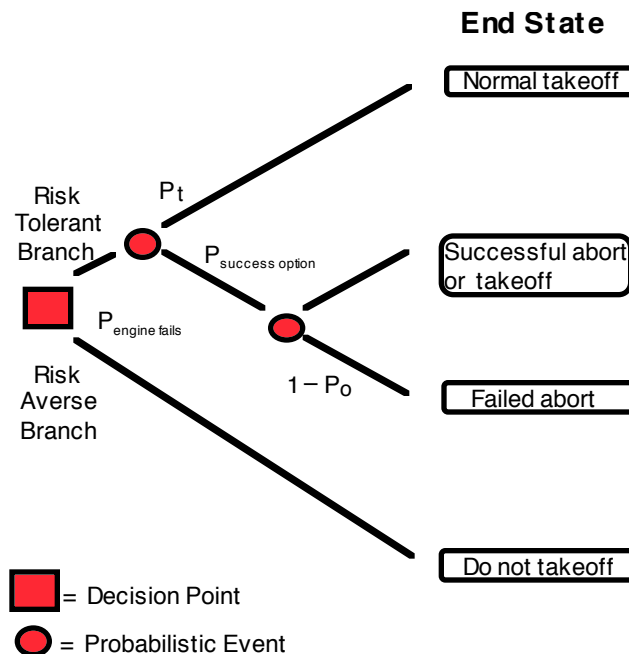 End State
Normal takeoff
Pt
Risk
Tolerant
Branch
Psuccess option
Successful abort
or takeoff
Pengine fails
Risk
Averse
Branch
1 – Po
Failed abort
Do not takeoff
= Decision Point
= Probabilistic Event